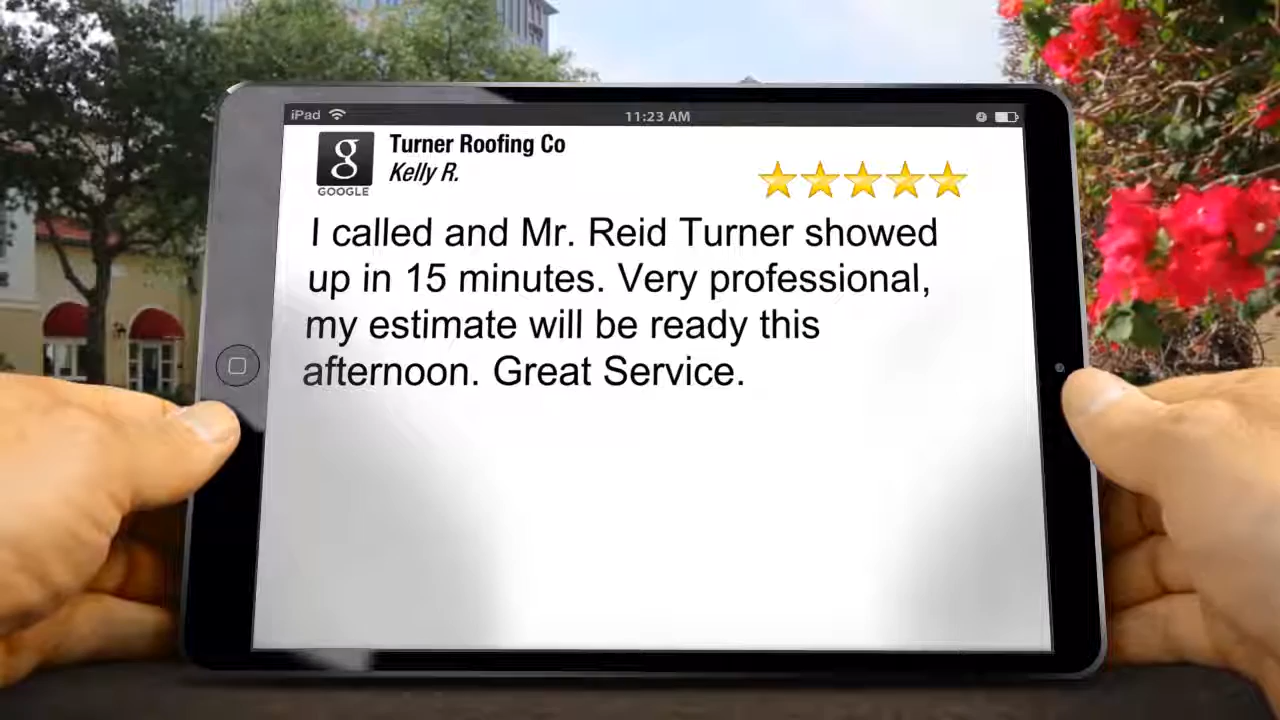 iPad
11:23 AM
g
GOOGLE
Turner Roofing Co
Kelly R.
I called and Mr. Reid Turner showed
up in 15 minutes. Very professional,
my estimate will be ready this
afternoon. Great Service.